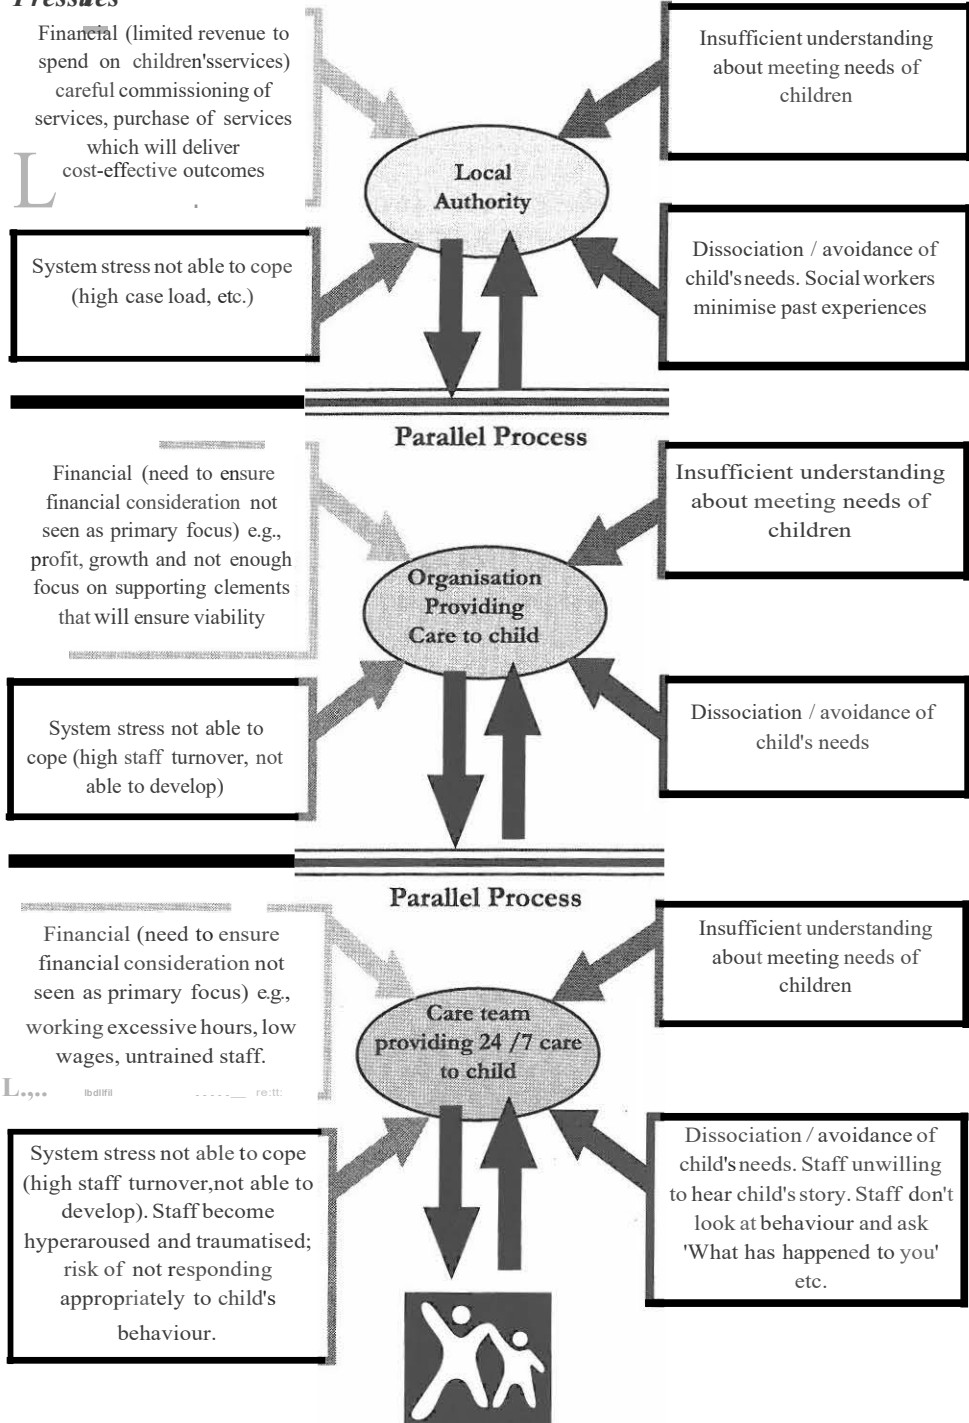 Financial (limited revenue to
spend on children'sservices)
careful commissioning of
services, purchase of services
which will deliver
cost-effective outcomes
Insufficient understanding
about meeting needs of
children
Local
Authority
System stress not able to cope
(high case load, etc.)
Dissociation / avoidance of
child's needs. Social workers
minimise past experiences
Parallel Process
Financial (need to ensure
financial consideration not
seen as primary focus) e.g.,
profit, growth and not enough
focus on supporting clements
that will ensure viability
Insufficient understanding
about meeting needs of
children
Organisation
Providing
Care to child
System stress not able to
cope (high staff turnover, not
able to develop)
Dissociation / avoidance of
child's needs
Parallel Process
Financial (need to ensure
financial consideration not
seen as primary focus) e.g.,
working excessive hours, low
wages, untrained staff.
Insufficient understanding
about meeting needs of
children
Care team
providing 24 /7 care
to child
System stress not able to cope
(high staff turnover,not able to
develop). Staff become
hyperaroused and traumatised;
risk of not responding
appropriately to child's
behaviour.
Dissociation / avoidance of
child's needs. Staff unwilling
to hear child's story. Staff don't
look at behaviour and ask
'What has happened to you'
etc.